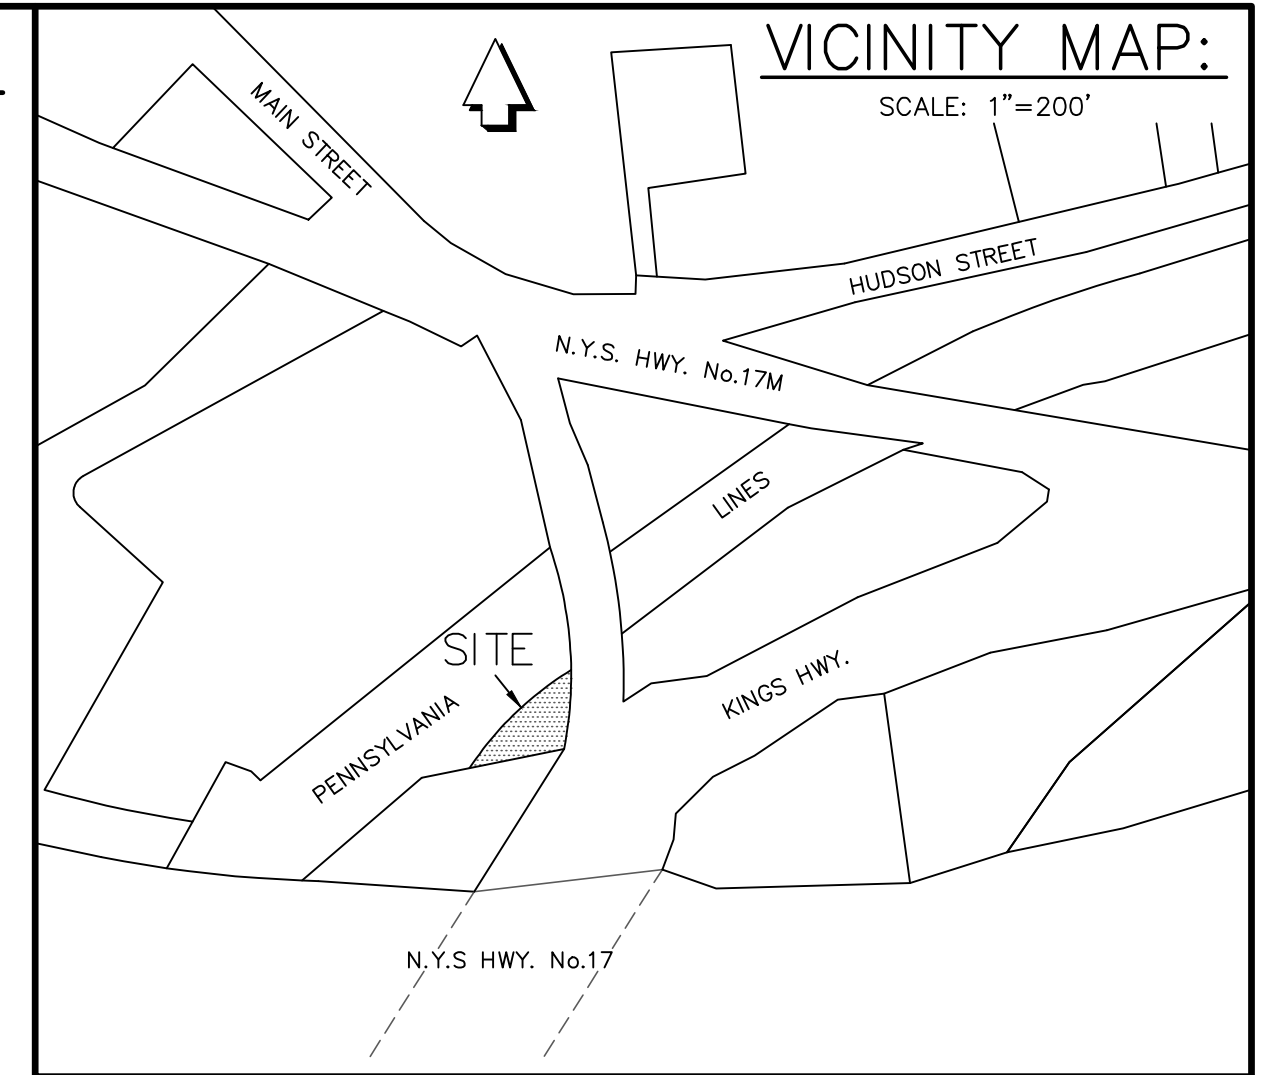 VICINITY MAP:
SCALE: 1"=200'
MAIN STREET
HUDSON STREET
N.Y.S. HWY. No.17M
LINES
SITE
PENNSYLVANIA
KINGS HWY.
N.Y.S HWY. No.17